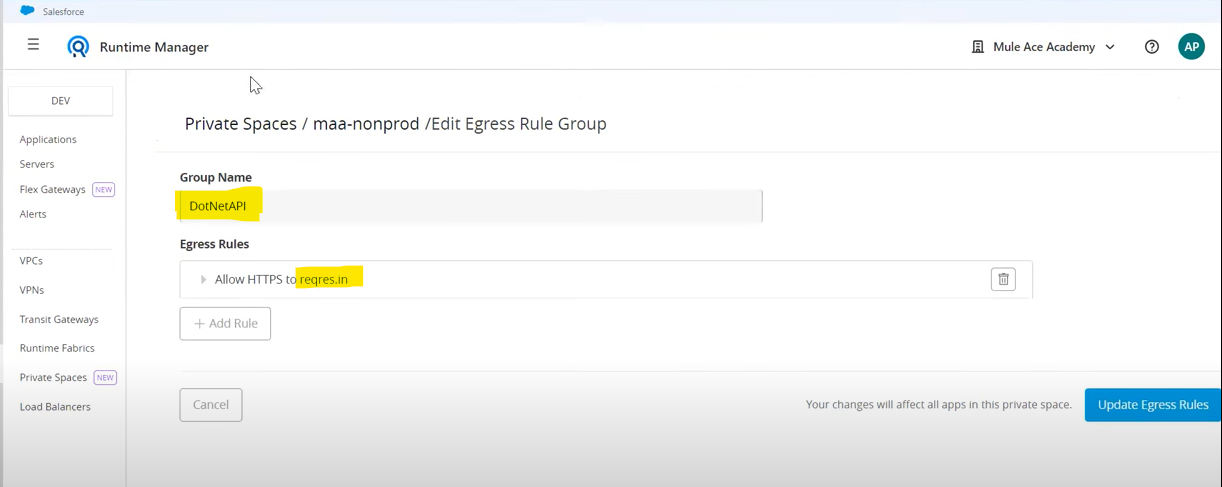 Salesforce
Runtime Manager
Mule Ace Academy
AP
DEV
Applications
Servers
Flex Gateways NEW
Alerts
VPCs
VPNs
Transit Gateways
Runtime Fabrics
Private Spaces NEW
Load Balancers
Private Spaces / maa-nonprod /Edit Egress Rule Group
Group Name
DotNetAPI
Egress Rules
Allow HTTPS to reqres.in
+ Add Rule
Cancel
Your changes will affect all apps in this private space.
Update Egress Rules